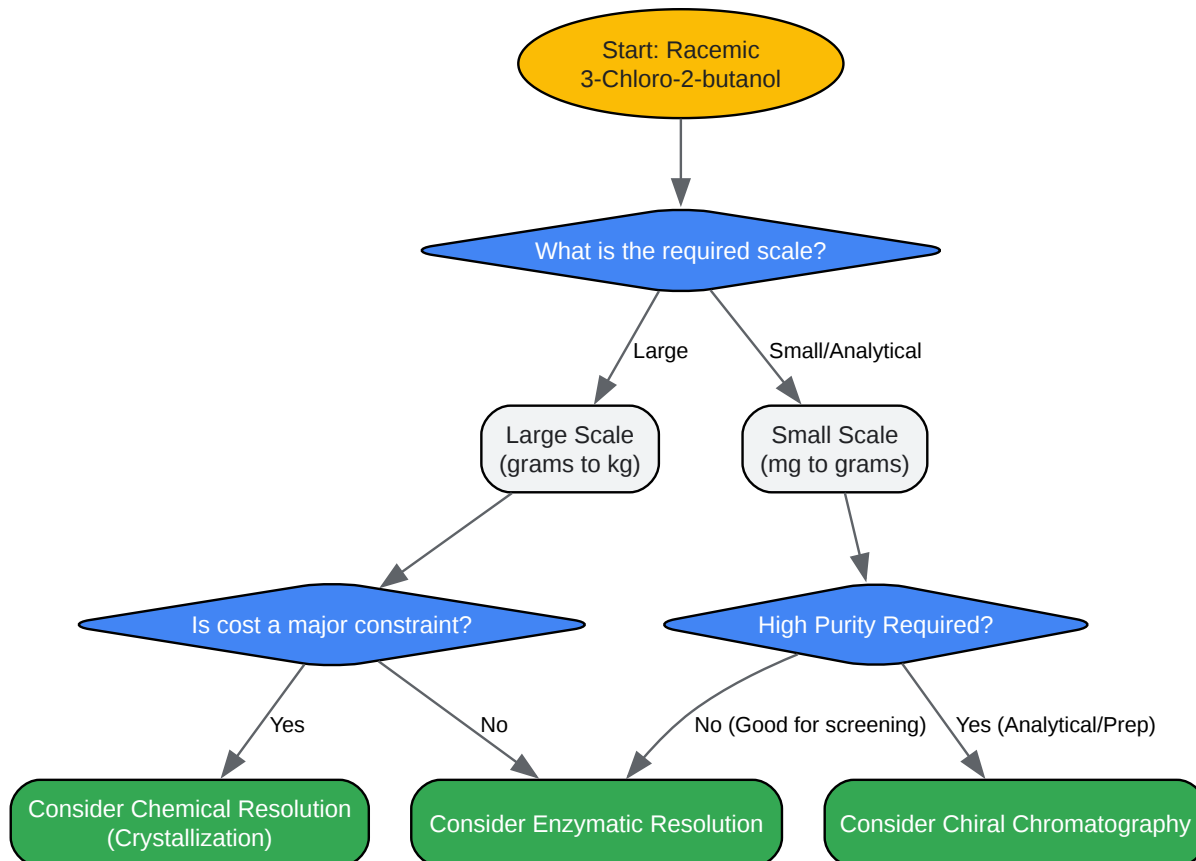 Start: Racemic
3-Chloro-2-butanol
What is the required scale?
Large
Small/Analytical
Large Scale
(grams to kg)
Small Scale
(mg to grams)
Is cost a major constraint?
High Purity Required?
Yes
No
No (Good for screening)
Yes (Analytical/Prep)
Consider Chemical Resolution
(Crystallization)
Consider Enzymatic Resolution
Consider Chiral Chromatography